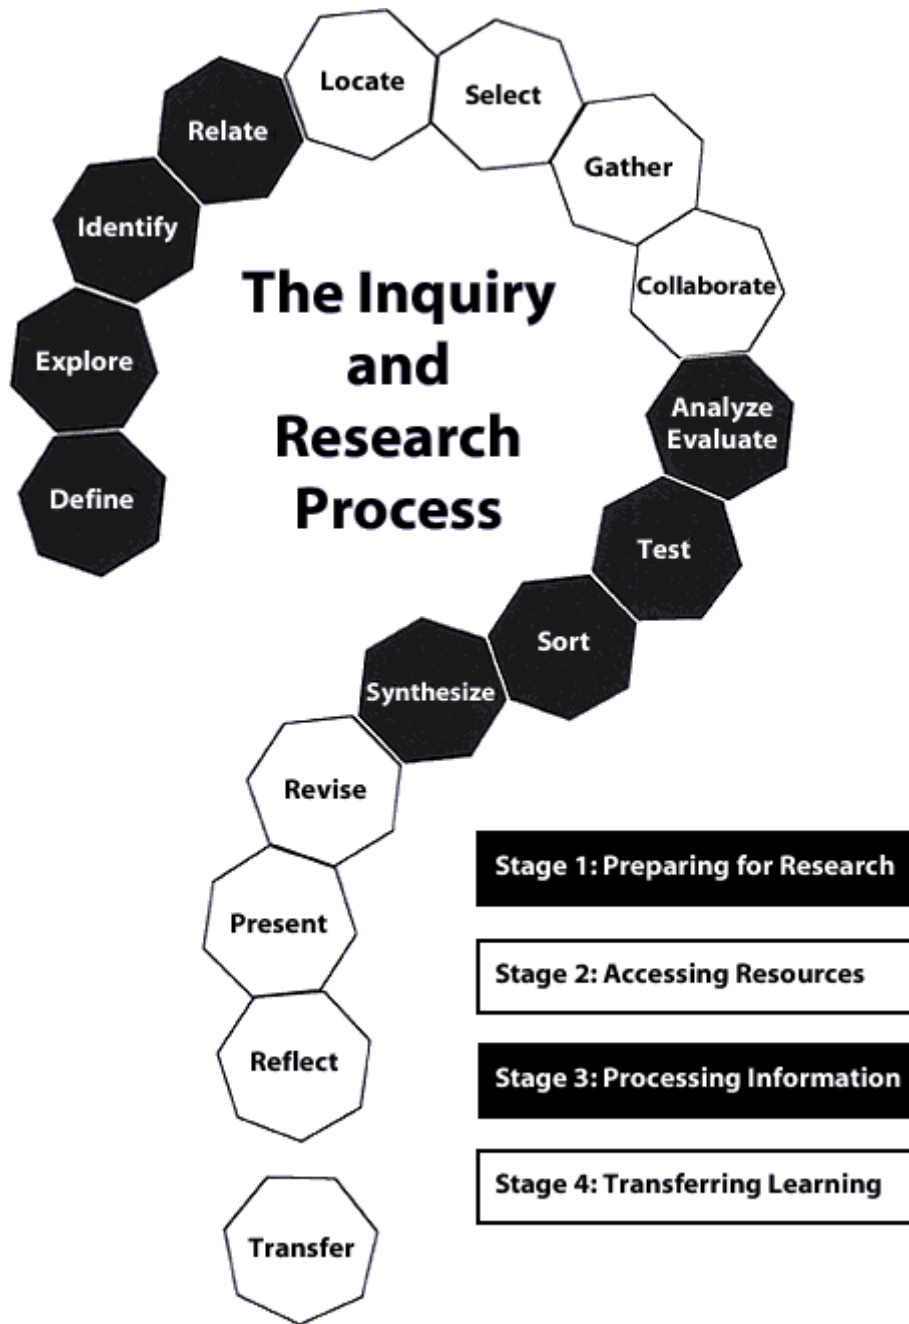 Locate
Select
Relate
Gather
Identify
Collaborate
The Inquiry
and
Research
Process
Explore
Analyze
Evaluate
Define
Test
Sort
Synthesize
Revise
Present
Reflect
Transfer
Stage 1: Preparing for Research
Stage 2: Accessing Resources
Stage 3: Processing Information
Stage 4: Transferring Learning